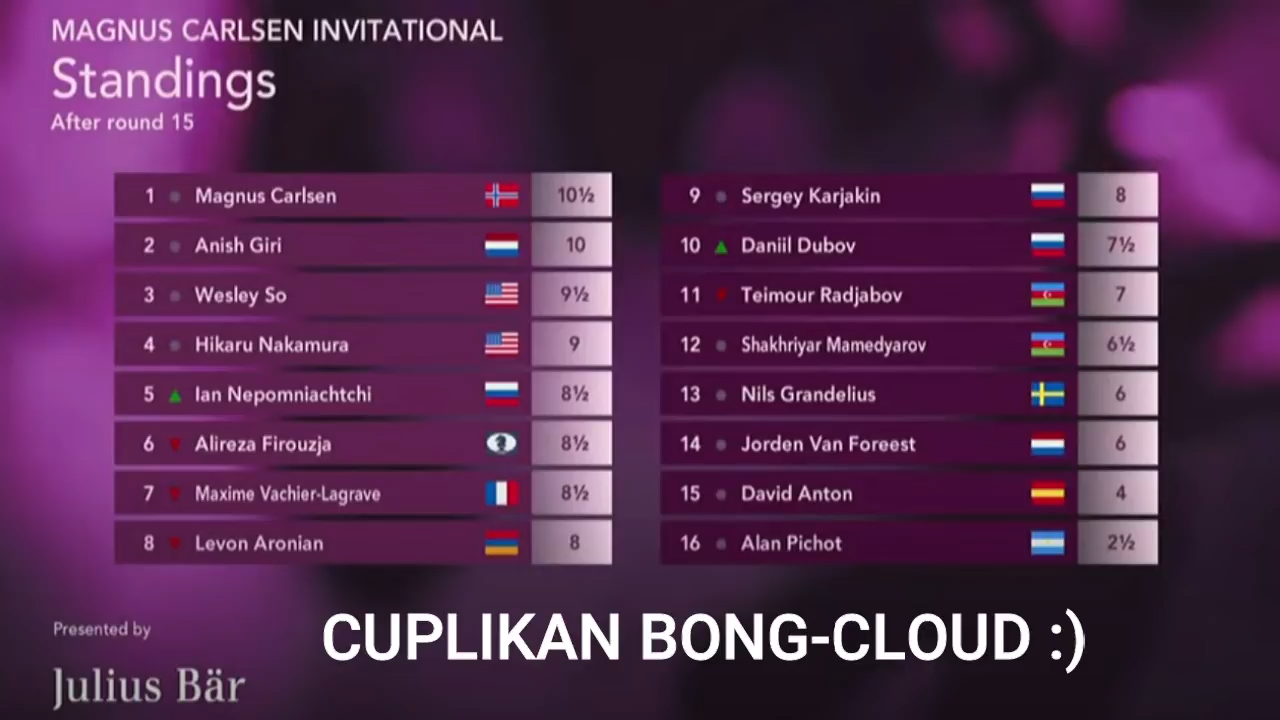 MAGNUS CARLSEN INVITATIONAL
Standings
After round 15
1 Magnus Carlsen 10½
2 Anish Giri 10
3 Wesley So 9½
4 Hikaru Nakamura 9
5 Ian Nepomniachtchi 8½
6 Alireza Firouzja 8½
7 Maxime Vachier-Lagrave 8½
8 Levon Aronian 8
9 Sergey Karjakin 8
10 Daniil Dubov 7½
11 Teimour Radjabov 7
12 Shakhriyar Mamedyarov 6½
13 Nils Grandelius 6
14 Jorden Van Foreest 6
15 David Anton 4
16 Alan Pichot 2½
Presented by
Julius Bär
CUPLIKAN BONG-CLOUD :)